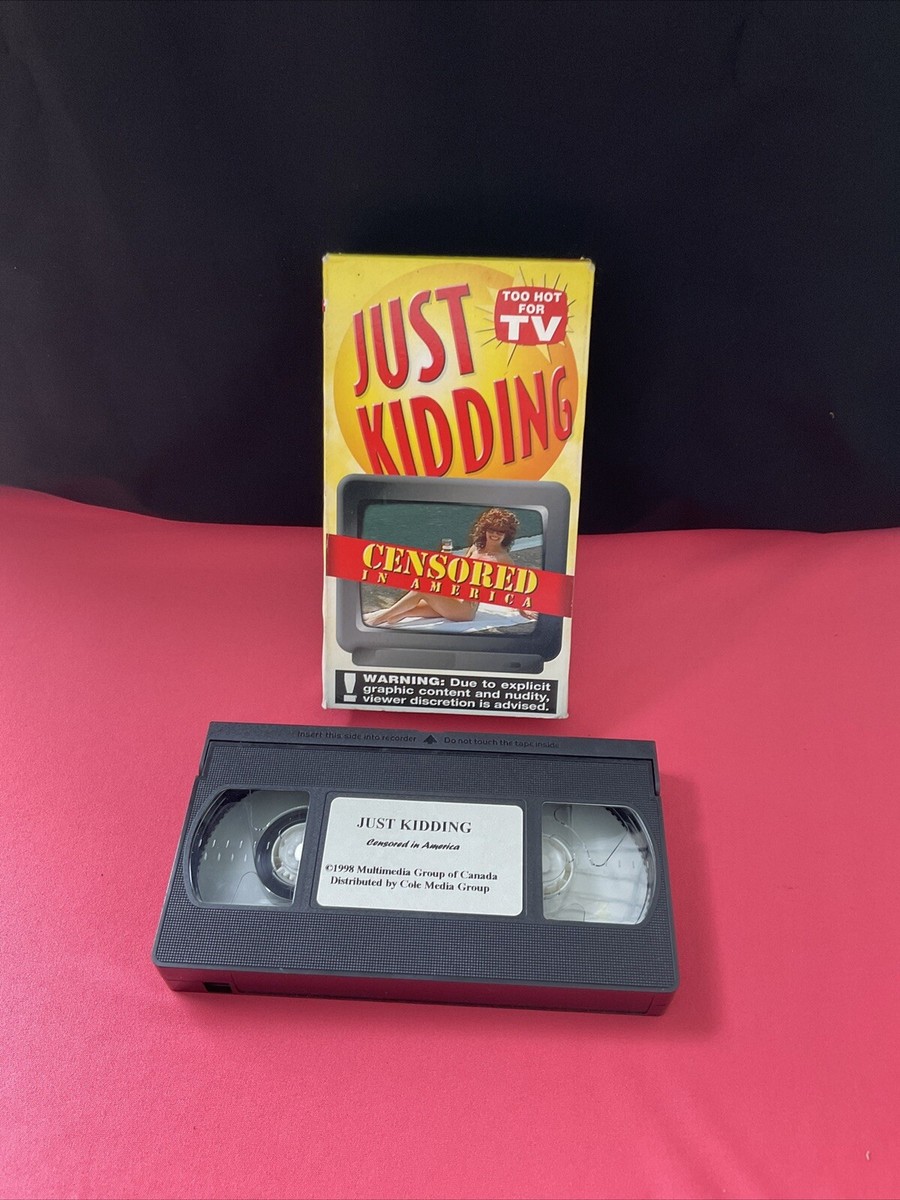 JUST
KIDDING
TOO HOT
FOR
TV
CENSORED
IN AMERICA
! WARNING: Due to explicit
graphic content and nudity,
viewer discretion is advised.
Insert this side into recorder Do not touch the tape inside
JUST KIDDING
Censored in America
©1998 Multimedia Group of Canada
Distributed by Cole Media Group